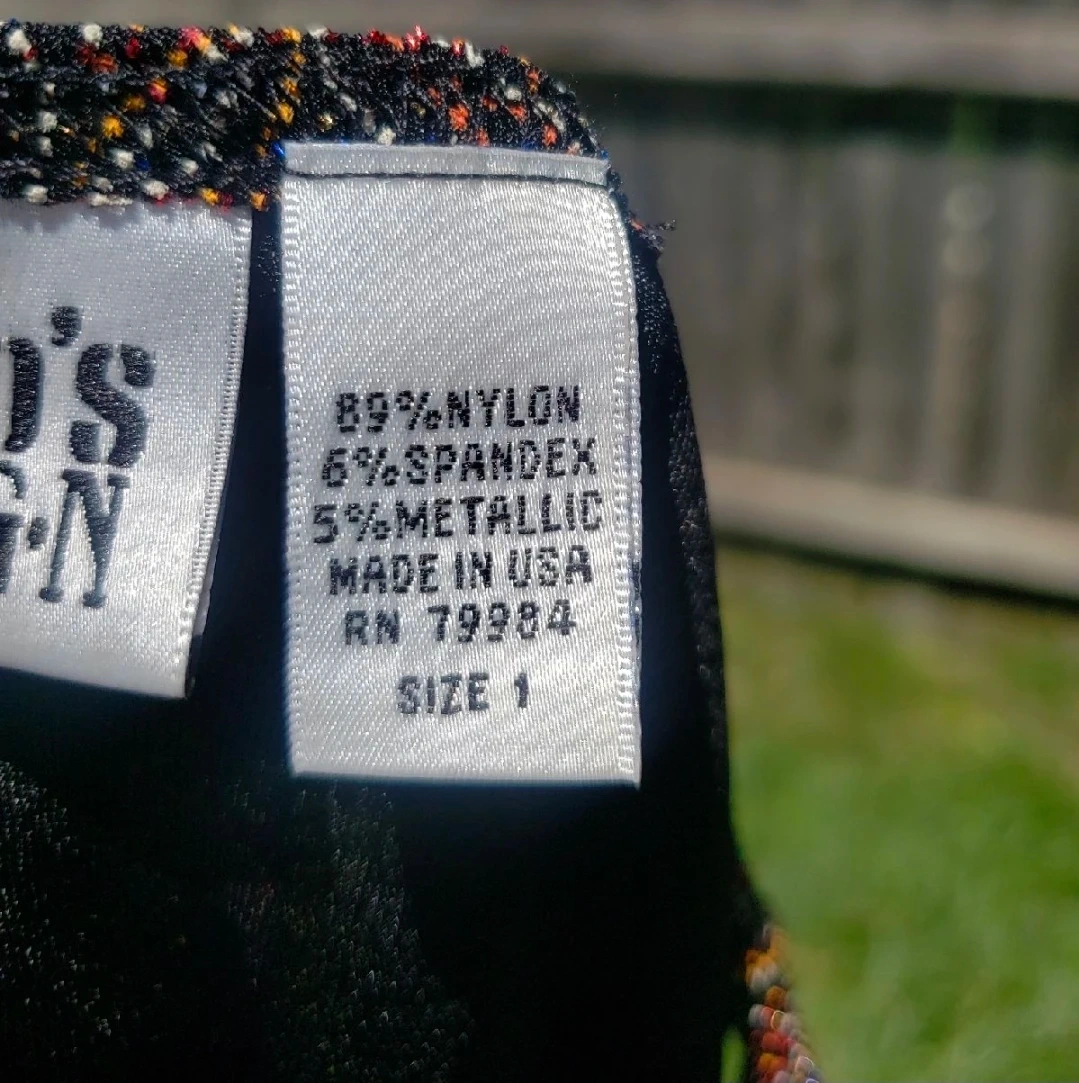 'S
G·N
89%NYLON
6%SPANDEX
5%METALLIC
MADE IN USA
RN 79984
SIZE 1